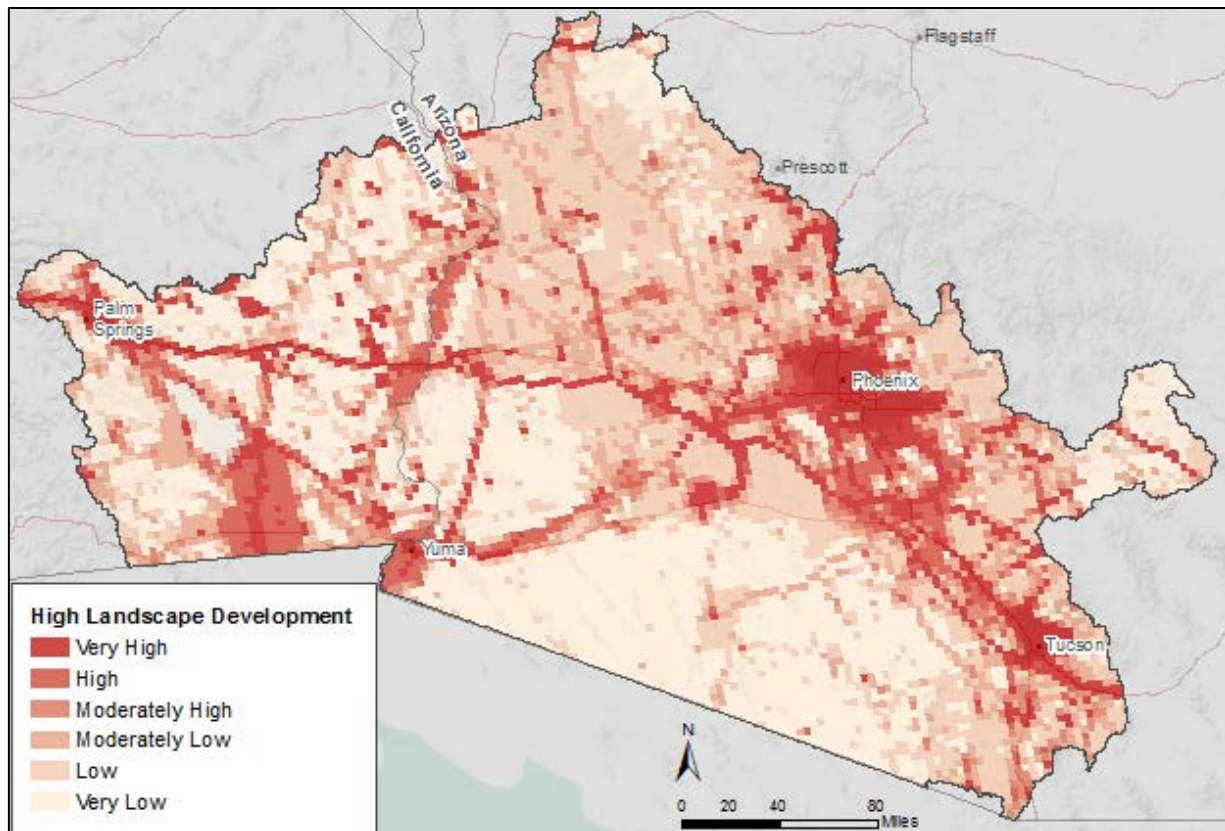 Flagstaff
Arizona
California
Prescott
Palm
Springs
Phoenix
Yuma
Tucson
High Landscape Development
Very High
High
Moderately High
Moderately Low
Low
Very Low
N
0 20 40 80
Miles